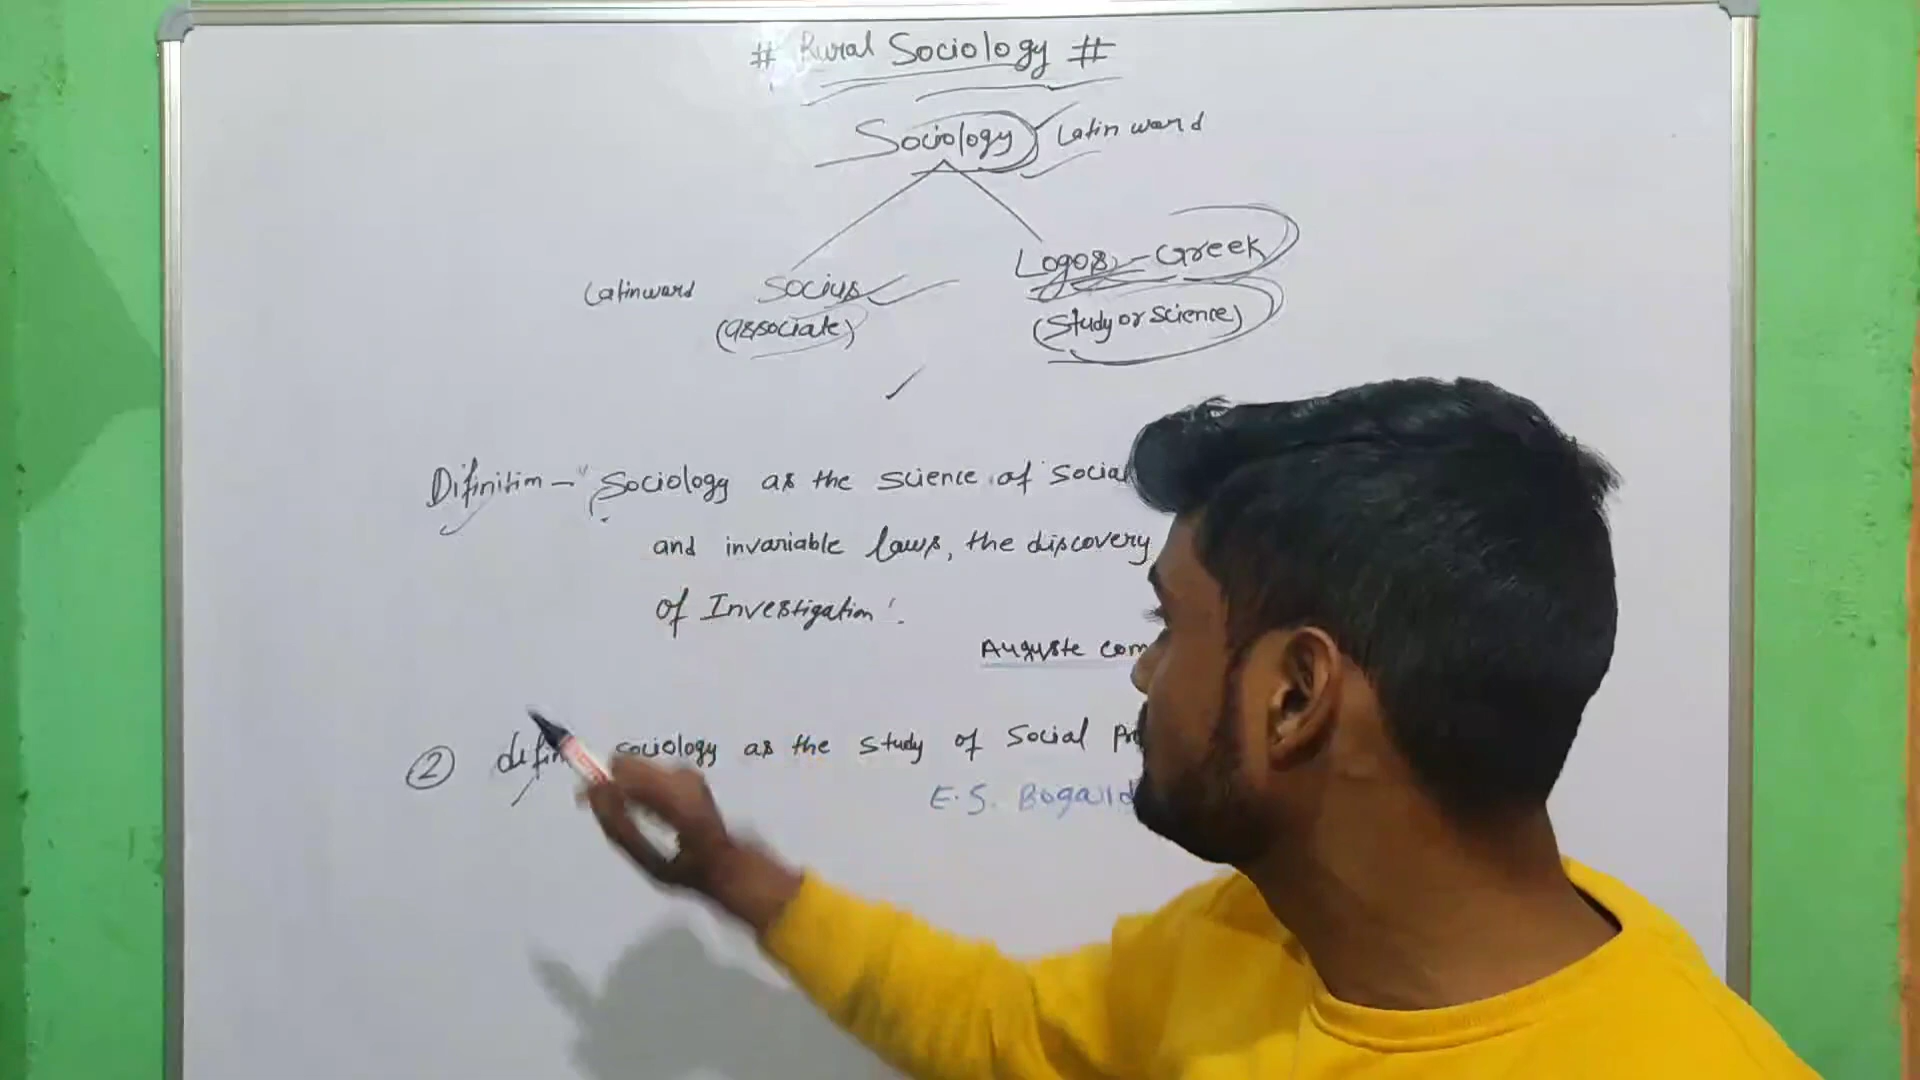 # Rural Sociology #
Sociology Latin word
Logos - Greek
Latin word Socius
(associate) (Study or Science)
Difinition - " Sociology as the science of Social
and invariable laws, the discovery
of Investigation'.
Auguste com
② defin sociology as the study of Social
E.S. Bogard